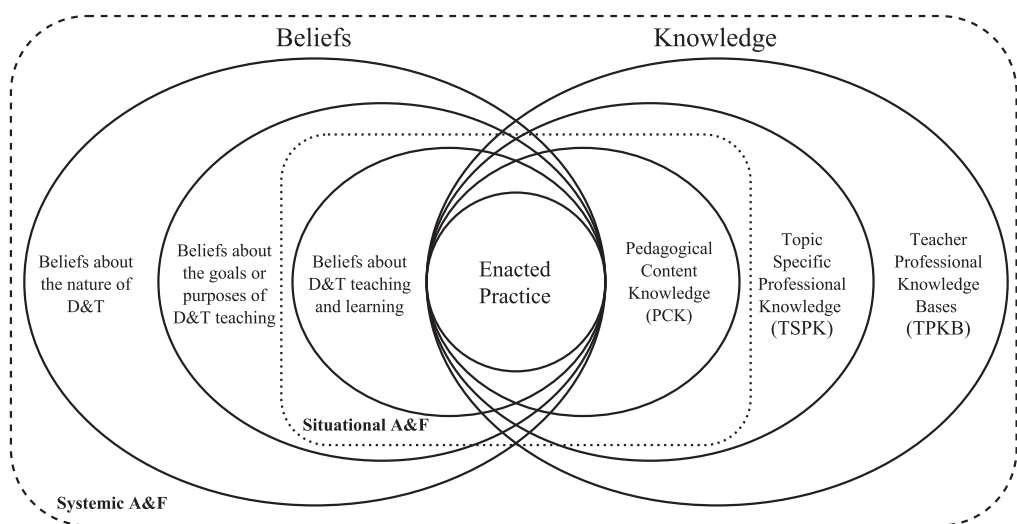 Beliefs
Knowledge
Beliefs about
the nature of
D&T
Beliefs about
the goals or
purposes of
D&T teaching
Beliefs about
D&T teaching
and learning
Enacted
Practice
Pedagogical
Content
Knowledge
(PCK)
Topic
Specific
Professional
Knowledge
(TSPK)
Teacher
Professional
Knowledge
Bases
(TPKB)
Situational A&F
Systemic A&F